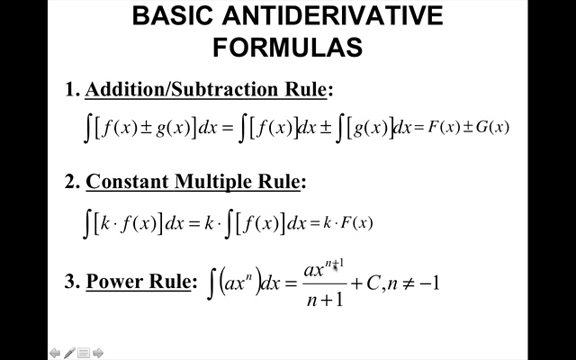 BASIC ANTIDERIVATIVE
FORMULAS
1. Addition/Subtraction Rule:
∫[f(x) ± g(x)]dx = ∫[f(x)]dx ± ∫[g(x)]dx = F(x) ± G(x)
2. Constant Multiple Rule:
∫[k · f(x)]dx = k · ∫[f(x)]dx = k · F(x)
3. Power Rule: ∫(axⁿ)dx = axⁿ⁺¹/(n+1) + C, n ≠ −1